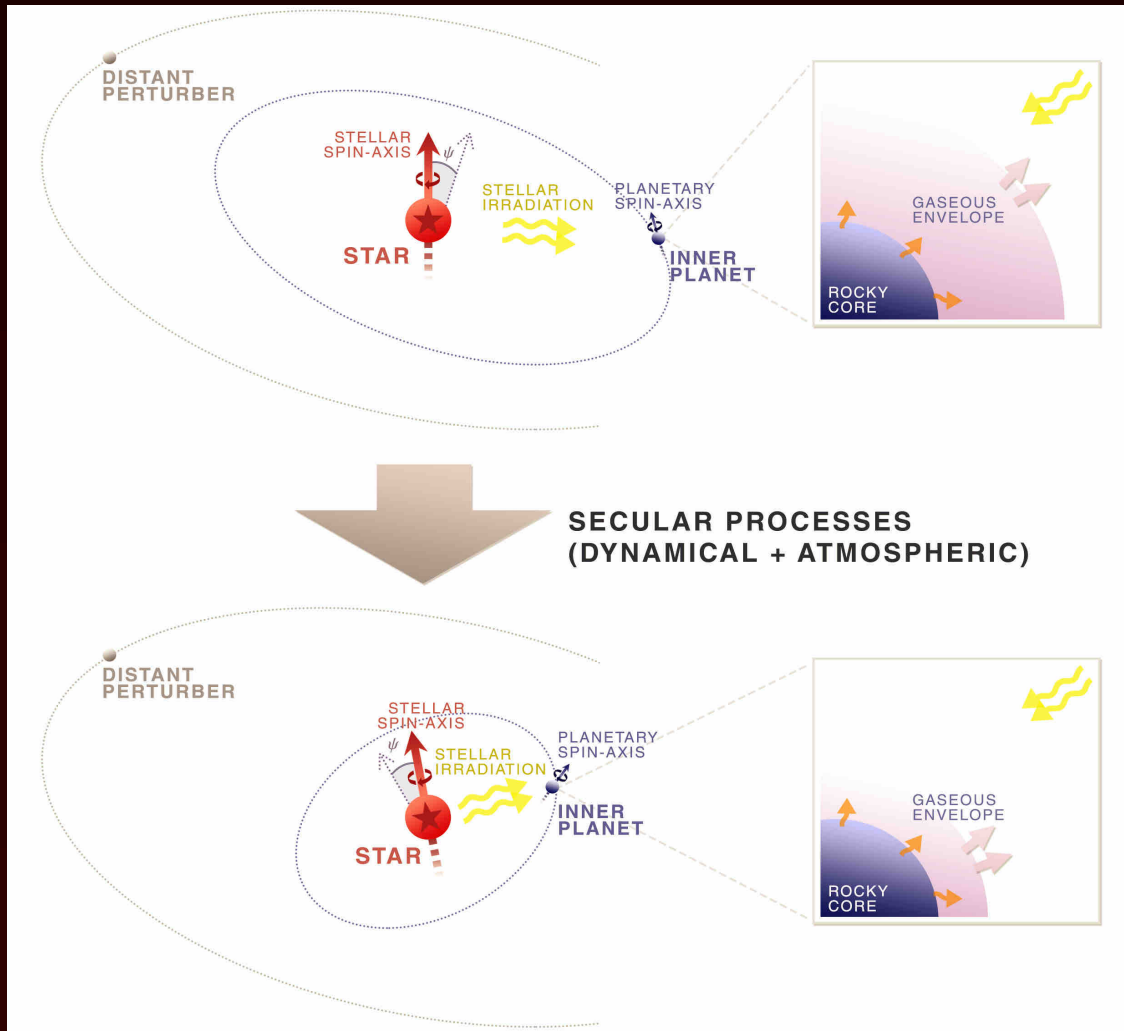 DISTANT
PERTURBER
STELLAR
SPIN-AXIS
ψ
STAR
STELLAR
IRRADIATION
PLANETARY
SPIN-AXIS
INNER
PLANET
GASEOUS
ENVELOPE
ROCKY
CORE
SECULAR PROCESSES
(DYNAMICAL + ATMOSPHERIC)
DISTANT
PERTURBER
STELLAR
SPIN-AXIS
ψ
STELLAR
IRRADIATION
STAR
PLANETARY
SPIN-AXIS
INNER
PLANET
GASEOUS
ENVELOPE
ROCKY
CORE